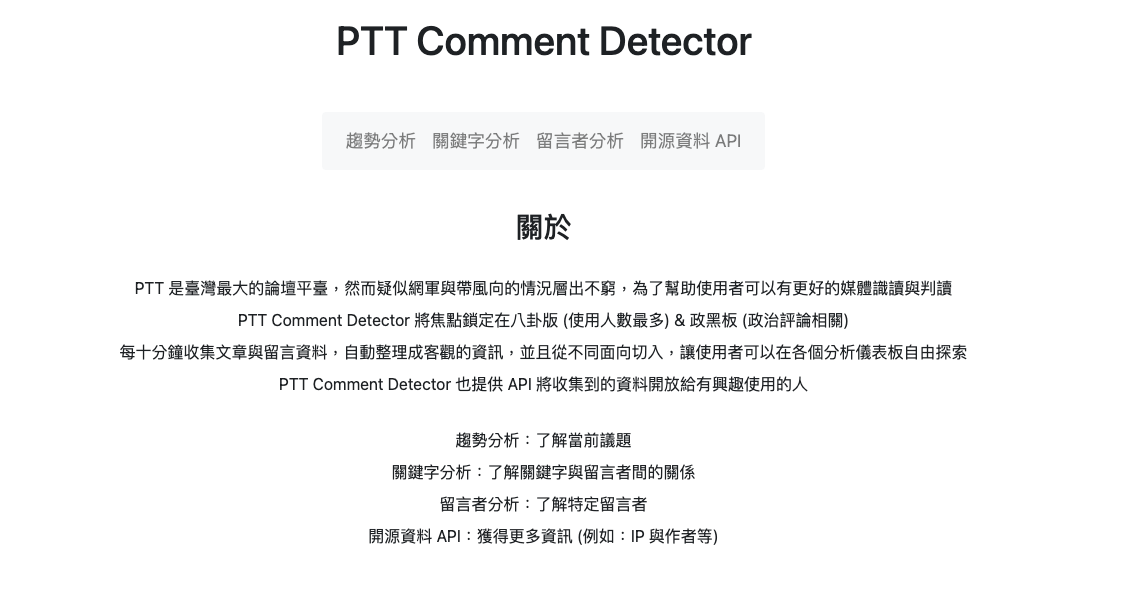 PTT Comment Detector
趨勢分析 關鍵字分析 留言者分析 開源資料 API
關於
PTT 是臺灣最大的論壇平臺，然而疑似網軍與帶風向的情況層出不窮，為了幫助使用者可以有更好的媒體識讀與判讀
PTT Comment Detector 將焦點鎖定在八卦版 (使用人數最多) & 政黑板 (政治評論相關)
每十分鐘收集文章與留言資料，自動整理成客觀的資訊，並且從不同面向切入，讓使用者可以在各個分析儀表板自由探索
PTT Comment Detector 也提供 API 將收集到的資料開放給有興趣使用的人
趨勢分析：了解當前議題
關鍵字分析：了解關鍵字與留言者間的關係
留言者分析：了解特定留言者
開源資料 API：獲得更多資訊 (例如：IP 與作者等)